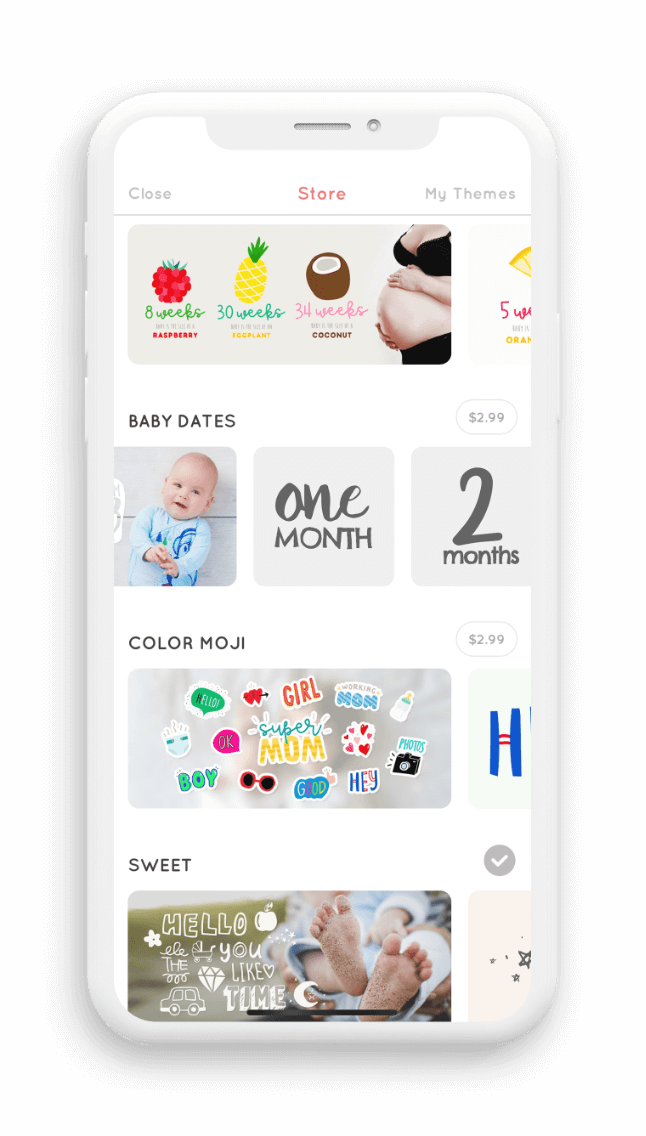 Close Store My Themes
8 weeks 30 weeks 34 weeks 5 we
BABY IS THE SIZE OF A BABY IS THE SIZE OF AN BABY IS THE SIZE OF A BABY IS
RASPBERRY EGGPLANT COCONUT ORAN
BABY DATES $2.99
one
MONTH
2
months
COLOR MOJI $2.99
HELLO!
GIRL
WORKING
MOM
OK
super
MOM
PHOTOS
BOY
GOOD
HEY
H
SWEET
HELLO
YOU
THE
LIKE
TIME